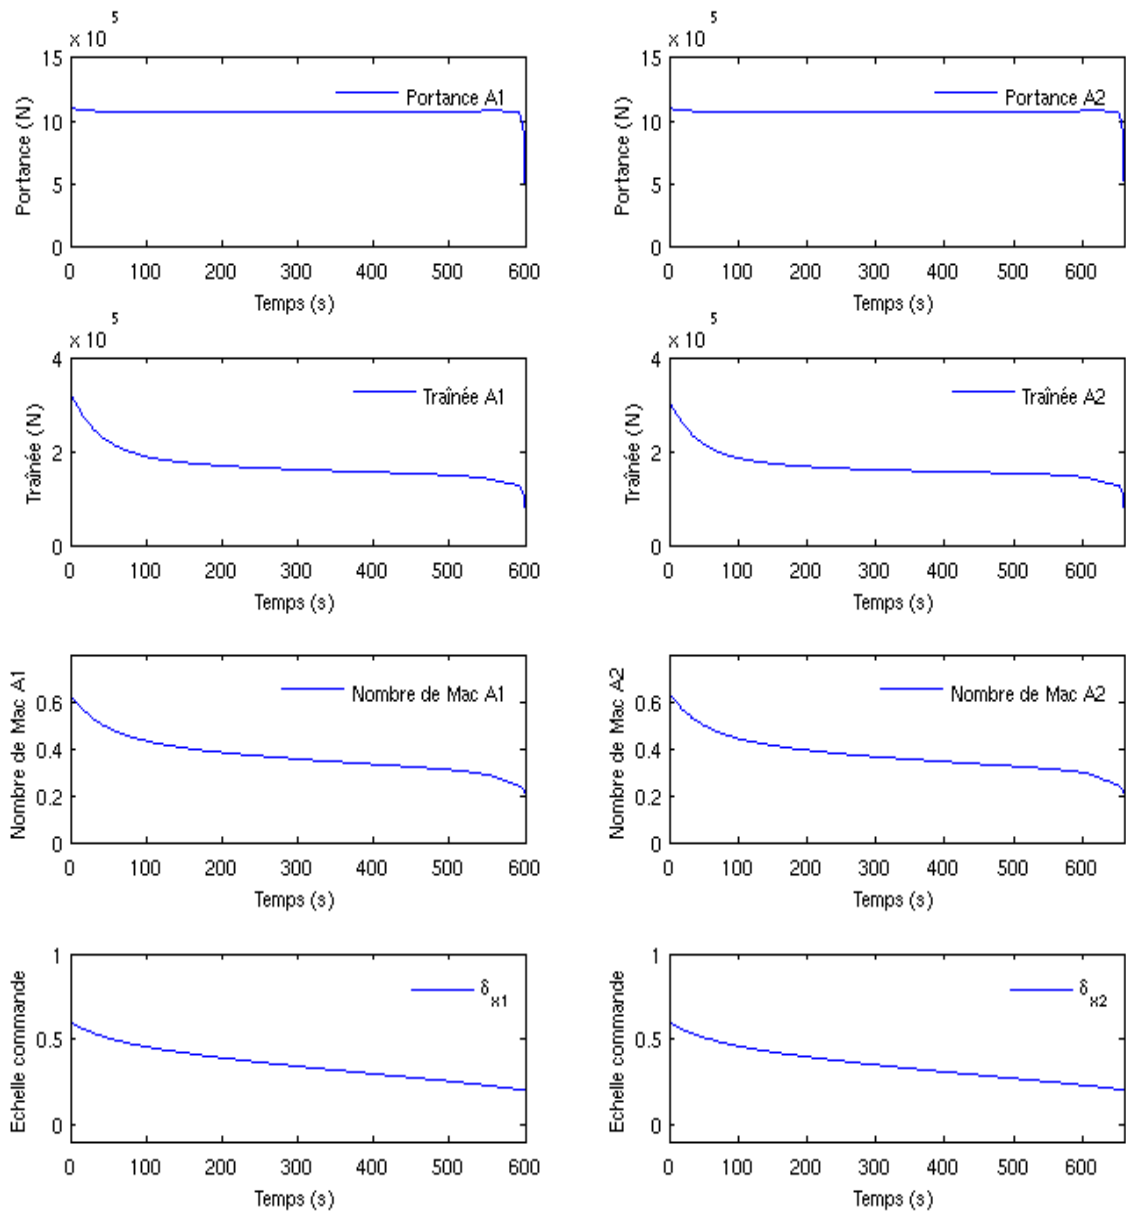 × 10^5
15
10
5
0
Portance (N)
Portance A1
0 100 200 300 400 500 600
Temps (s)
× 10^5
15
10
5
0
Portance (N)
Portance A2
0 100 200 300 400 500 600
Temps (s)
× 10^5
4
2
0
Traînée (N)
Traînée A1
0 100 200 300 400 500 600
Temps (s)
× 10^5
4
2
0
Traînée (N)
Traînée A2
0 100 200 300 400 500 600
Temps (s)
0.6
0.4
0.2
0
Nombre de Mac A1
Nombre de Mac A1
0 100 200 300 400 500 600
Temps (s)
0.6
0.4
0.2
0
Nombre de Mac A2
Nombre de Mac A2
0 100 200 300 400 500 600
Temps (s)
1
0.5
0
Echelle commande
δ_x1
0 100 200 300 400 500 600
Temps (s)
1
0.5
0
Echelle commande
δ_x2
0 100 200 300 400 500 600
Temps (s)